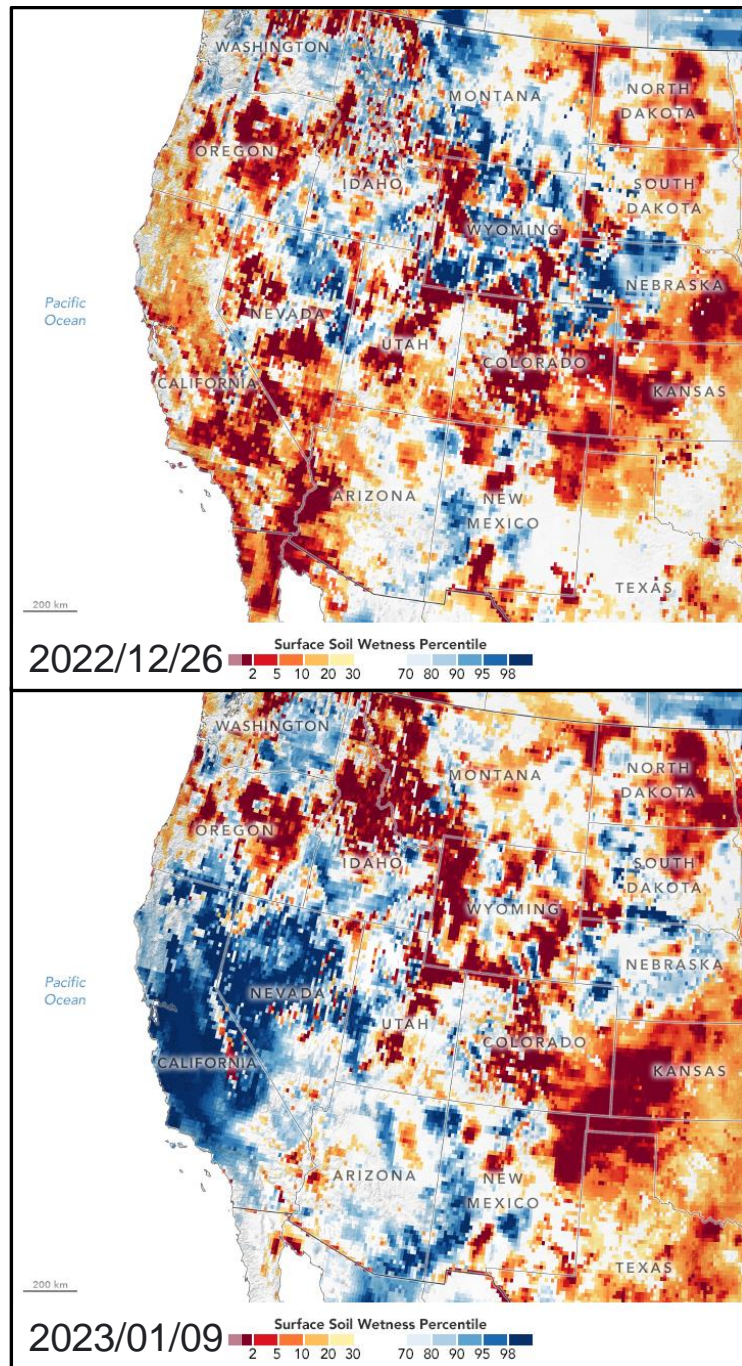 WASHINGTON
MONTANA
NORTH
DAKOTA
OREGON
IDAHO
SOUTH
DAKOTA
WYOMING
NEBRASKA
Pacific
Ocean
NEVADA
UTAH
COLORADO
CALIFORNIA
KANSAS
ARIZONA
NEW
MEXICO
TEXAS
200 km
2022/12/26
Surface Soil Wetness Percentile
2 5 10 20 30 70 80 90 95 98
WASHINGTON
MONTANA
NORTH
DAKOTA
OREGON
IDAHO
SOUTH
DAKOTA
WYOMING
NEBRASKA
Pacific
Ocean
NEVADA
UTAH
COLORADO
CALIFORNIA
KANSAS
ARIZONA
NEW
MEXICO
TEXAS
200 km
2023/01/09
Surface Soil Wetness Percentile
2 5 10 20 30 70 80 90 95 98